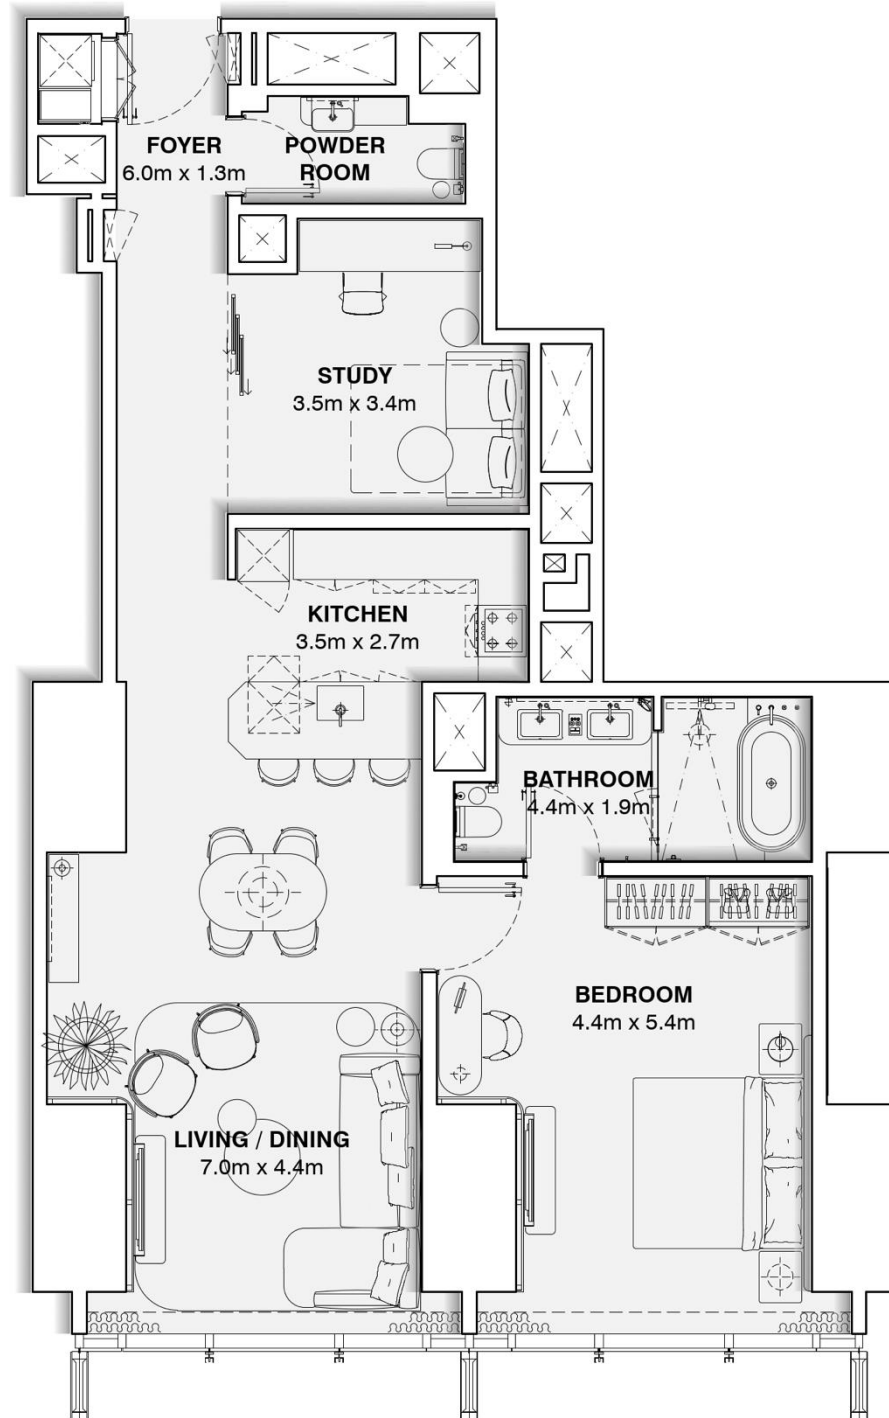 FOYER
6.0m x 1.3m
POWDER
ROOM
STUDY
3.5m x 3.4m
KITCHEN
3.5m x 2.7m
BATHROOM
4.4m x 1.9m
BEDROOM
4.4m x 5.4m
LIVING / DINING
7.0m x 4.4m